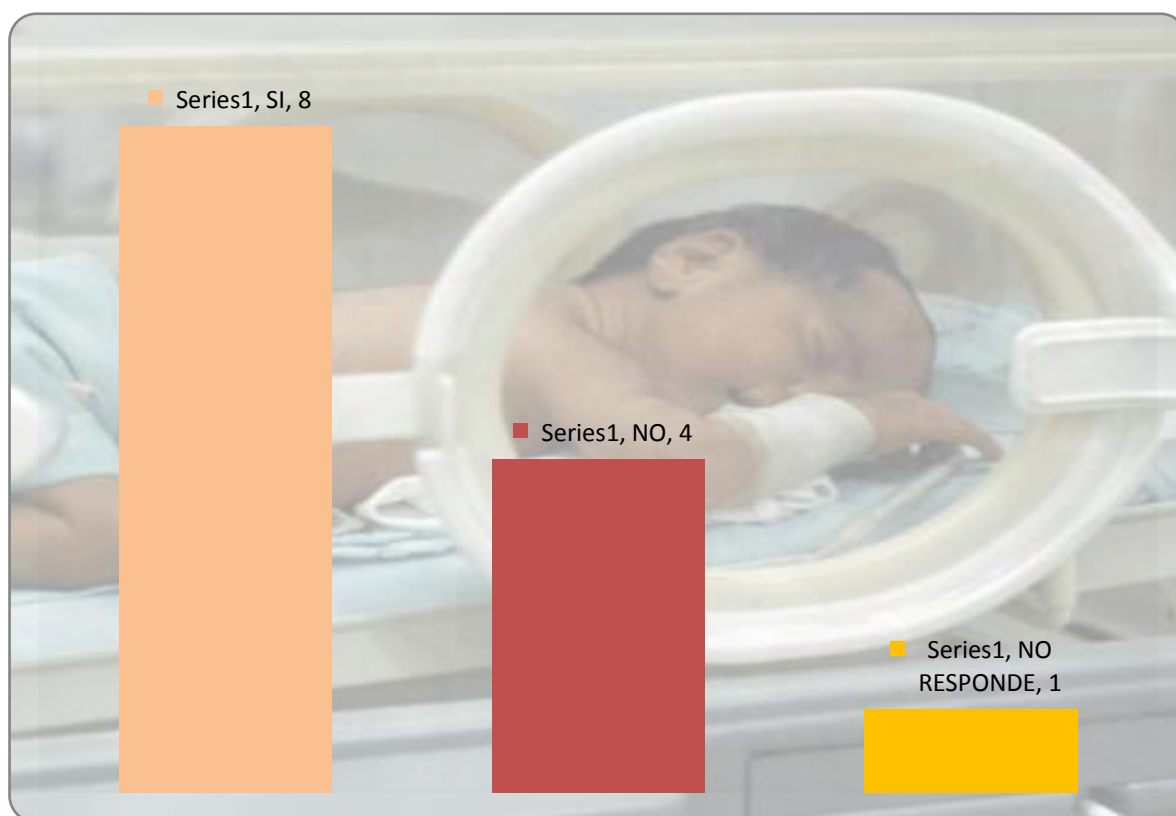 Series1, SI, 8
Series1, NO, 4
Series1, NO
RESPONDE, 1